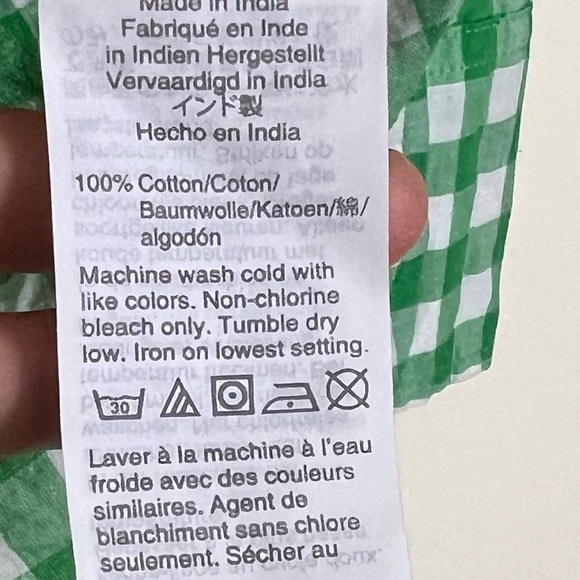 Made in India
Fabriqué en Inde
in Indien Hergestellt
Vervaardigd in India
インド製
Hecho en India
100% Cotton/Coton/
Baumwolle/Katoen/綿/
algodón
Machine wash cold with
like colors. Non-chlorine
bleach only. Tumble dry
low. Iron on lowest setting.
30
Laver à la machine à l'eau
froide avec des couleurs
similaires. Agent de
blanchiment sans chlore
seulement. Sécher au